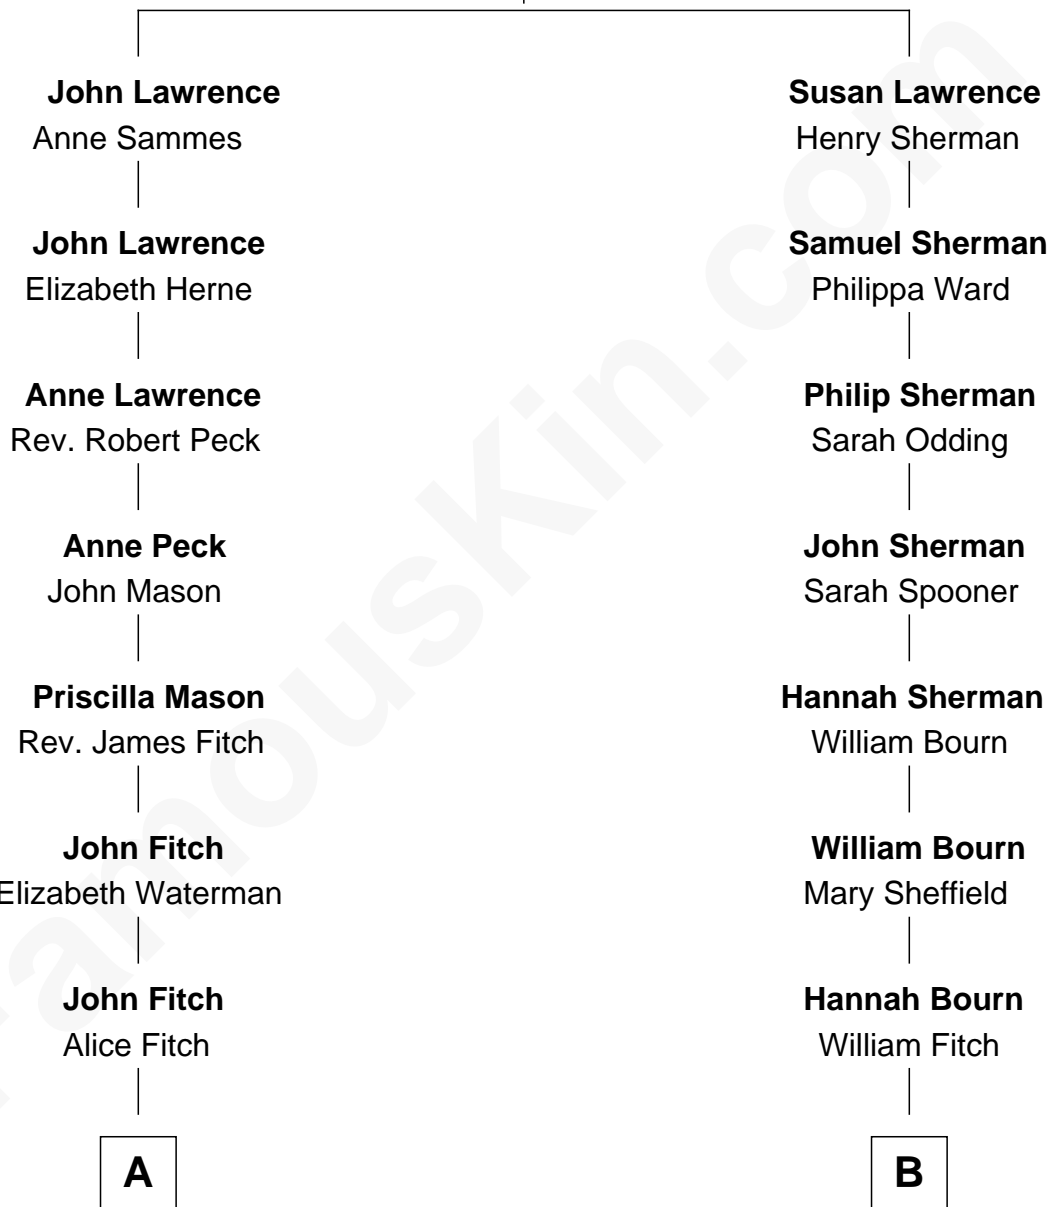 John Lawrence
Anne Sammes
John Lawrence
Elizabeth Herne
Anne Lawrence
Rev. Robert Peck
Anne Peck
John Mason
Priscilla Mason
Rev. James Fitch
John Fitch
Elizabeth Waterman
John Fitch
Alice Fitch
A
Susan Lawrence
Henry Sherman
Samuel Sherman
Philippa Ward
Philip Sherman
Sarah Odding
John Sherman
Sarah Spooner
Hannah Sherman
William Bourn
William Bourn
Mary Sheffield
Hannah Bourn
William Fitch
B
FamousKin.com